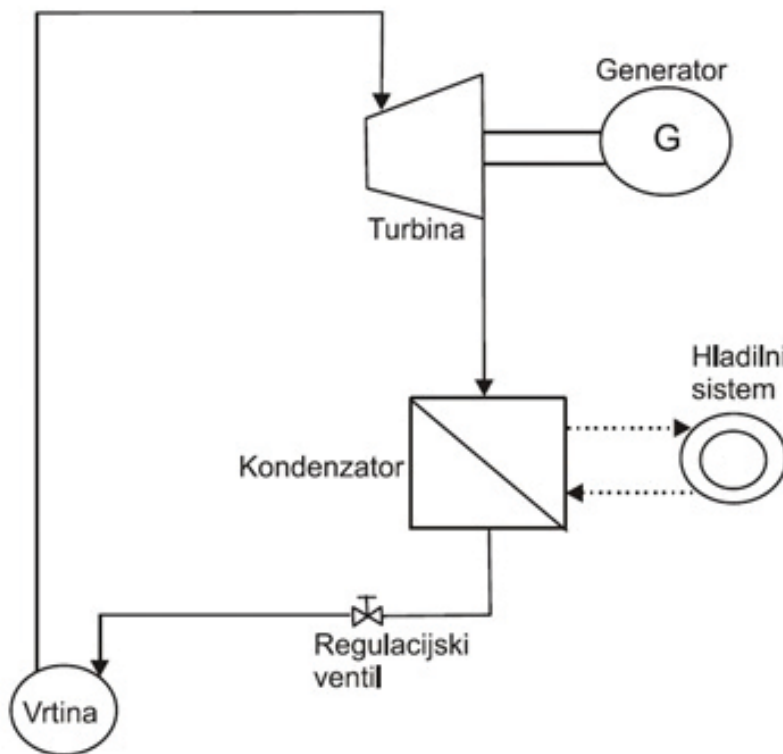 Generator
G
Turbina
Hladilni
sistem
Kondenzator
Regulacijski
ventil
Vrtina